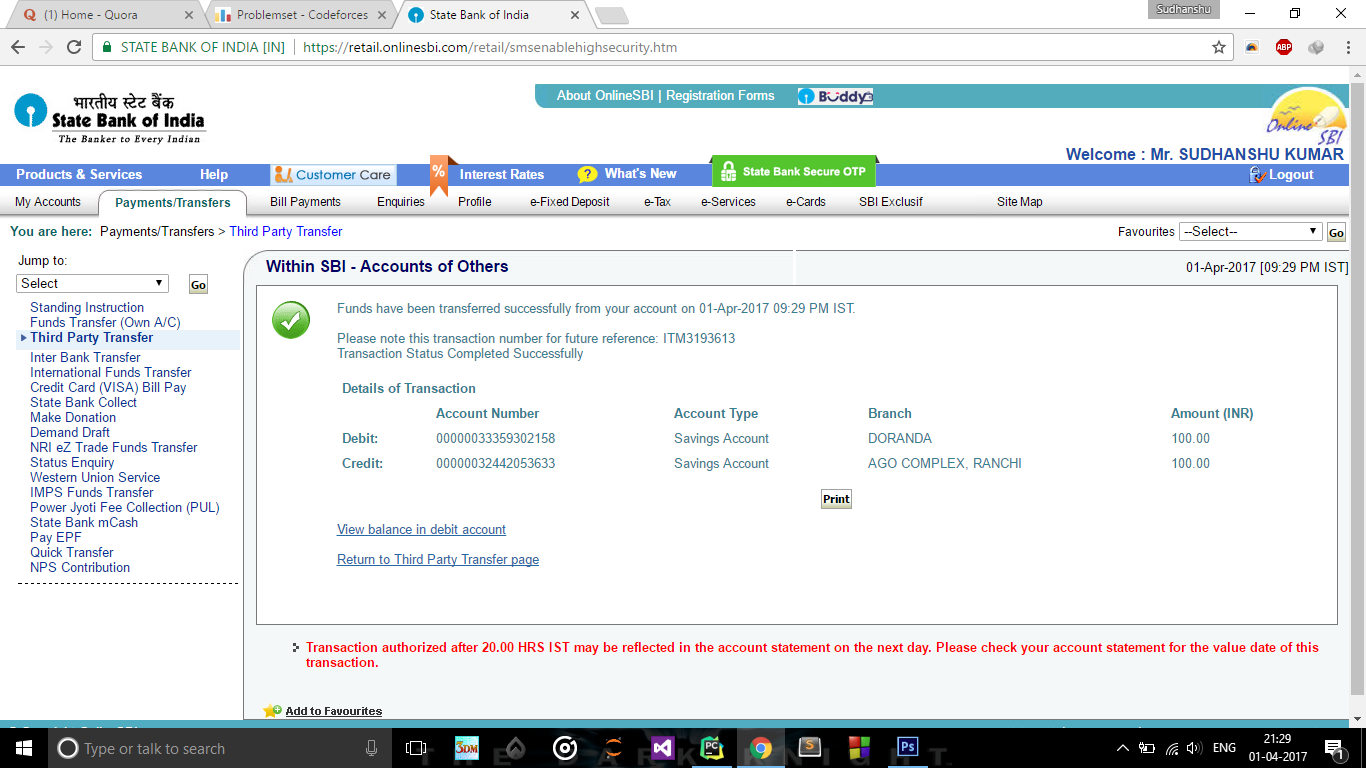 (1) Home - Quora
Problemset - Codeforces
State Bank of India
Sudhanshu
STATE BANK OF INDIA [IN] https://retail.onlinesbi.com/retail/smsenablehighsecurity.htm
ABP
भारतीय स्टेट बैंक
State Bank of India
The Banker to Every Indian
About OnlineSBI | Registration Forms Buddy
Online SBI
Welcome : Mr. SUDHANSHU KUMAR
Products & Services Help Customer Care % Interest Rates ? What's New State Bank Secure OTP Logout
My Accounts Payments/Transfers Bill Payments Enquiries Profile e-Fixed Deposit e-Tax e-Services e-Cards SBI Exclusif Site Map
You are here: Payments/Transfers > Third Party Transfer Favourites --Select-- Go
Jump to:
Select Go
Standing Instruction
Funds Transfer (Own A/C)
Third Party Transfer
Inter Bank Transfer
International Funds Transfer
Credit Card (VISA) Bill Pay
State Bank Collect
Make Donation
Demand Draft
NRI eZ Trade Funds Transfer
Status Enquiry
Western Union Service
IMPS Funds Transfer
Power Jyoti Fee Collection (PUL)
State Bank mCash
Pay EPF
Quick Transfer
NPS Contribution
Within SBI - Accounts of Others 01-Apr-2017 [09:29 PM IST]
Funds have been transferred successfully from your account on 01-Apr-2017 09:29 PM IST.
Please note this transaction number for future reference: ITM3193613
Transaction Status Completed Successfully
Details of Transaction
Account Number Account Type Branch Amount (INR)
Debit: 00000033359302158 Savings Account DORANDA 100.00
Credit: 00000032442053633 Savings Account AGO COMPLEX, RANCHI 100.00
Print
View balance in debit account
Return to Third Party Transfer page
Transaction authorized after 20.00 HRS IST may be reflected in the account statement on the next day. Please check your account statement for the value date of this
transaction.
Add to Favourites
Type or talk to search
3DM
PC
S
Ps
ENG
21:29
01-04-2017
1
THE DARK KNIGHT